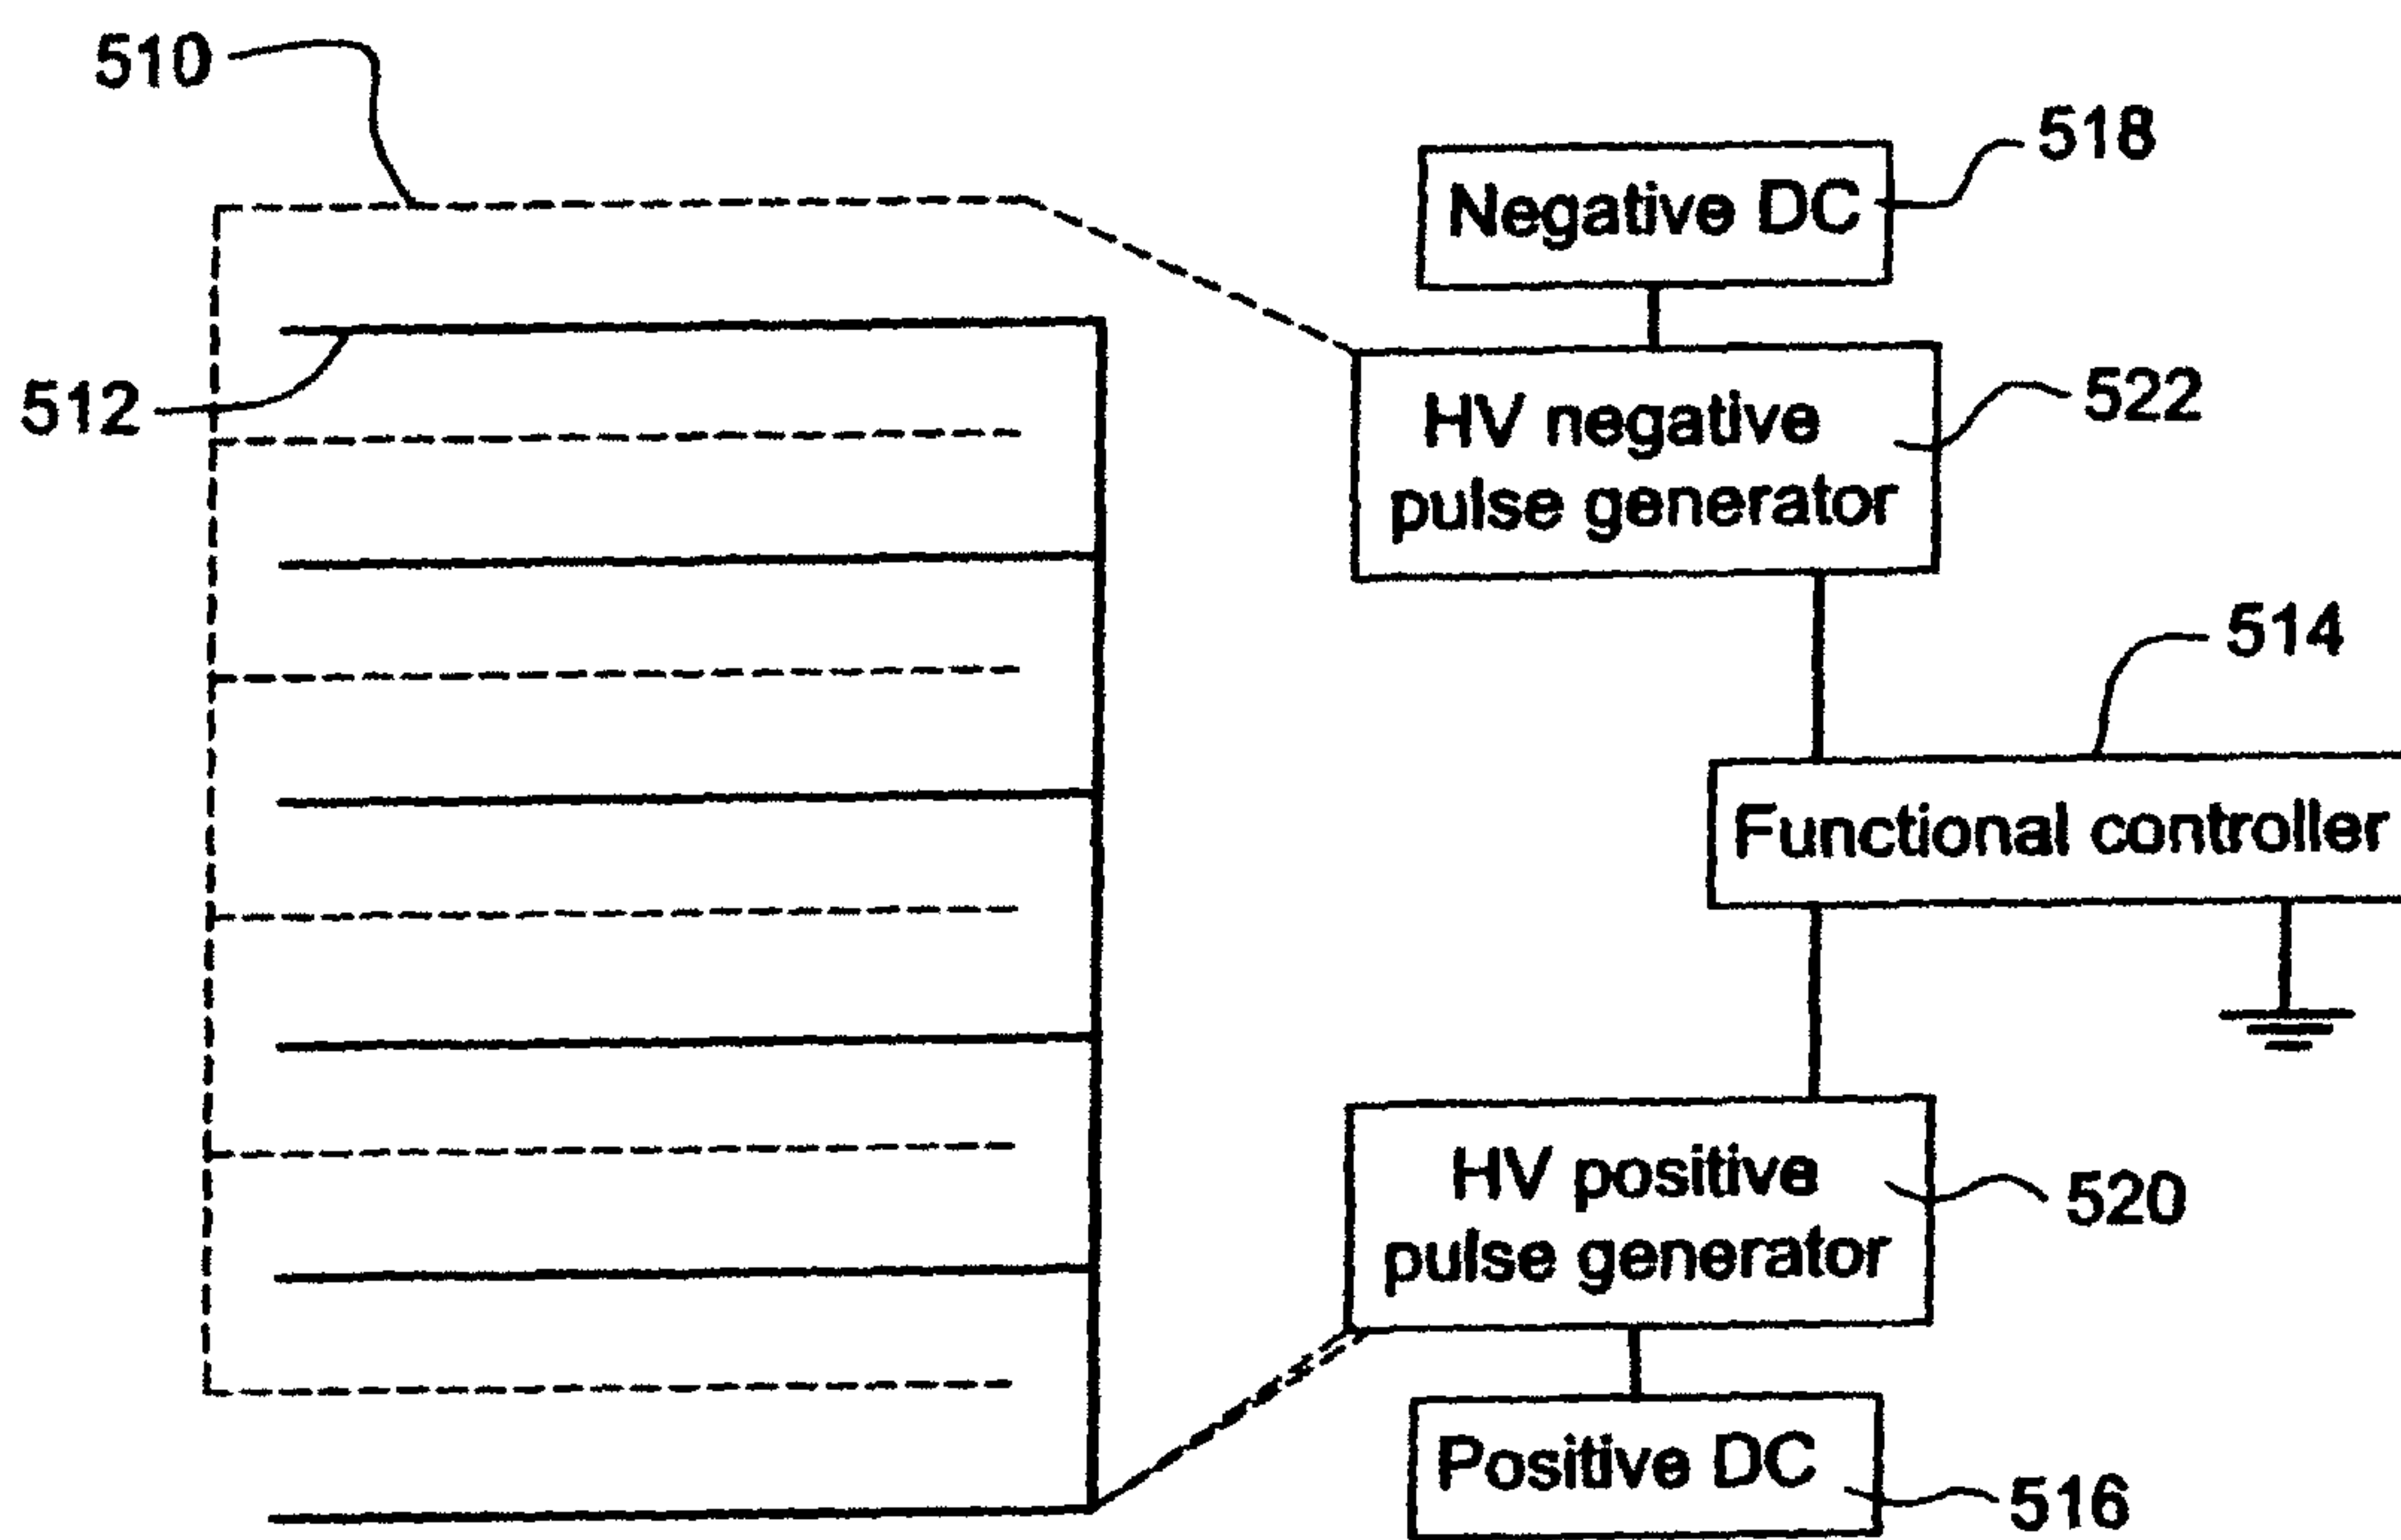 510
518
Negative DC
512
HV negative
pulse generator
522
514
Functional controller
HV positive
pulse generator
520
Positive DC
516